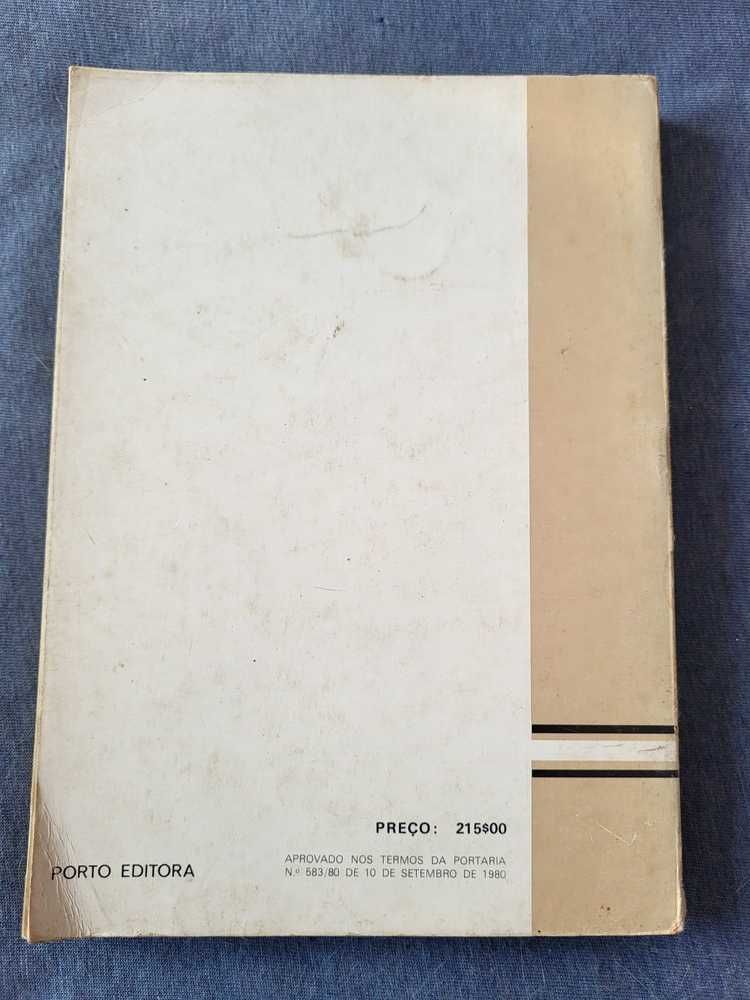 PREÇO: 215$00
PORTO EDITORA
APROVADO NOS TERMOS DA PORTARIA
N.º 583/80 DE 10 DE SETEMBRO DE 1980